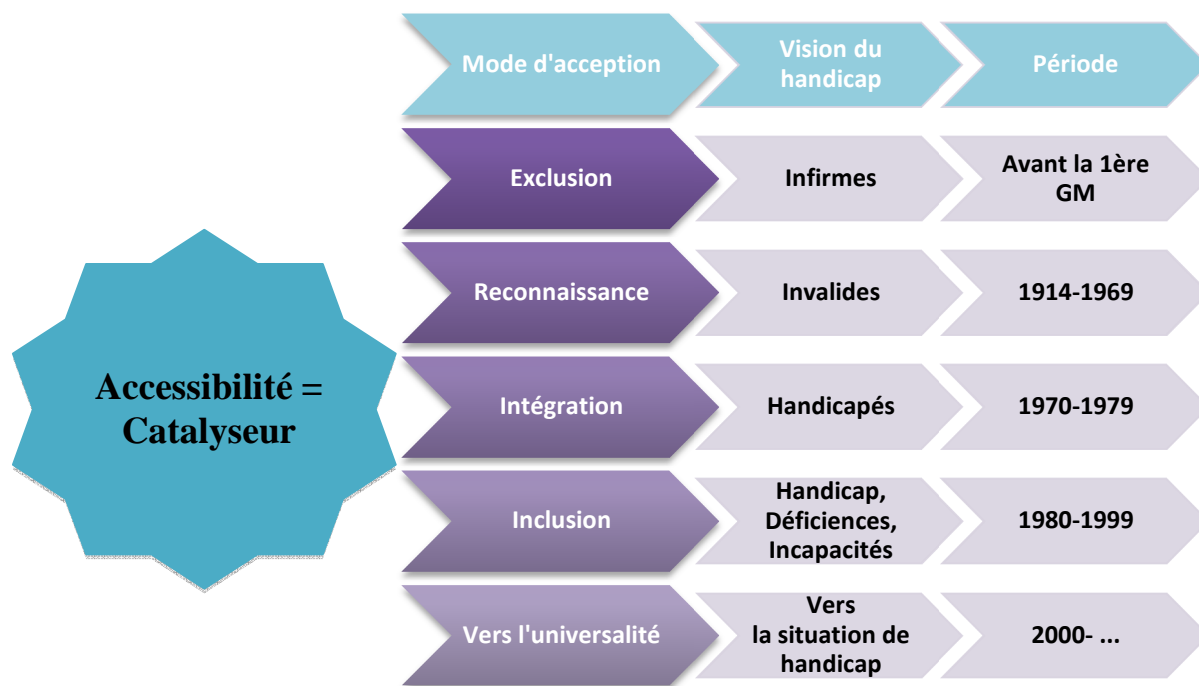 Mode d'acception
Vision du
handicap
Période
Exclusion
Infirmes
Avant la 1ère
GM
Reconnaissance
Invalides
1914-1969
Accessibilité =
Catalyseur
Intégration
Handicapés
1970-1979
Inclusion
Handicap,
Déficiences,
Incapacités
1980-1999
Vers l'universalité
Vers
la situation de
handicap
2000- ...